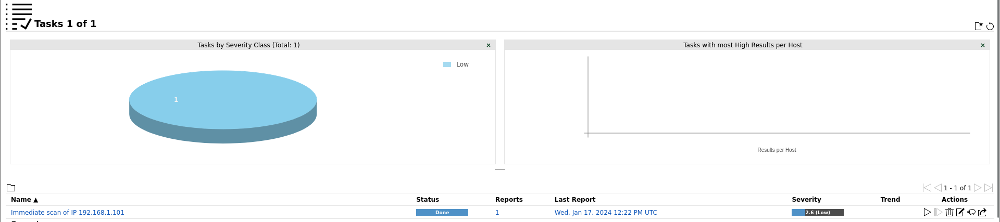 Tasks 1 of 1
Tasks by Severity Class (Total: 1) ×
Low
1
Tasks with most High Results per Host ×
Results per Host
1 - 1 of 1
Name ▲ Status Reports Last Report Severity Trend Actions
Immediate scan of IP 192.168.1.101 Done 1 Wed, Jan 17, 2024 12:22 PM UTC 2.6 (Low)